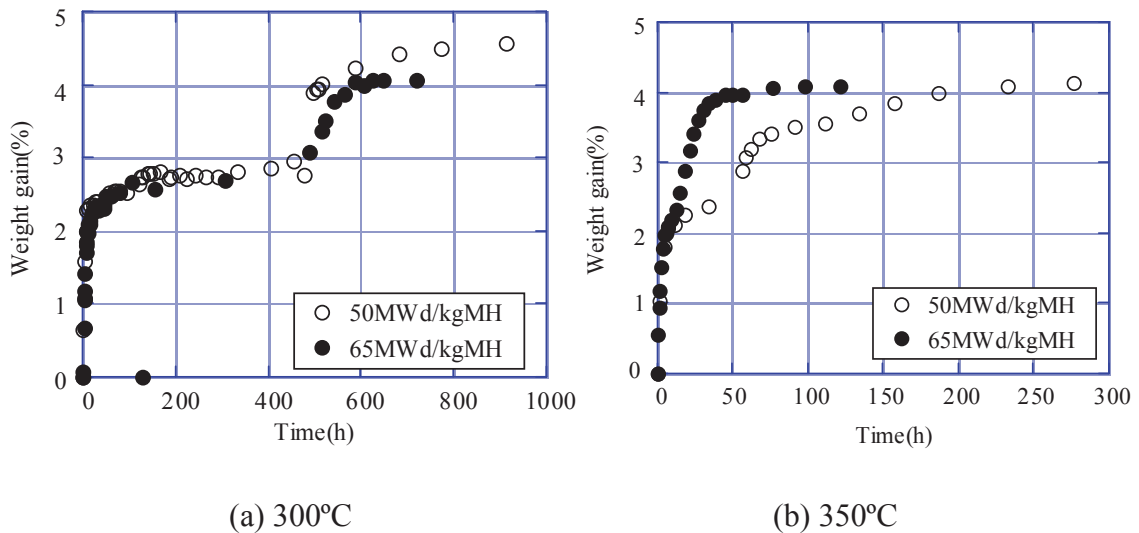 5
4
3
2
1
0
Weight gain(%)
50MWd/kgMH
65MWd/kgMH
0 200 400 600 800 1000
Time(h)
(a) 300ºC
5
4
3
2
1
0
Weight gain(%)
50MWd/kgMH
65MWd/kgMH
0 50 100 150 200 250 300
Time(h)
(b) 350ºC